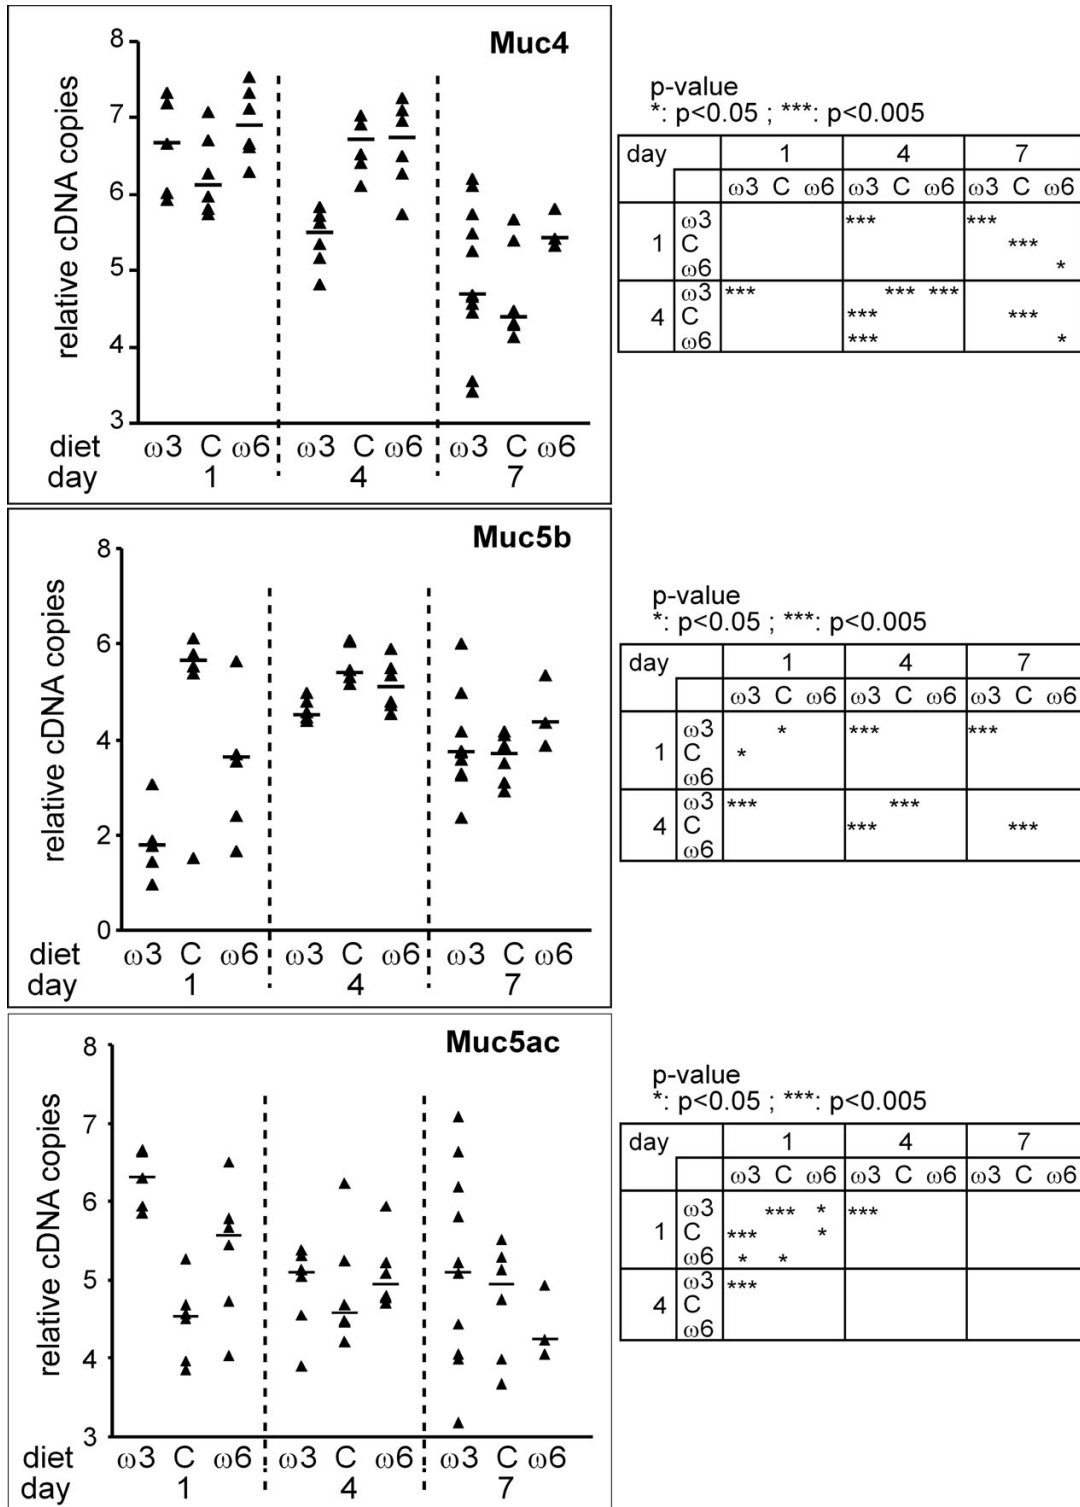 Muc4
8
7
6
5
4
3
relative cDNA copies
diet ω3 C ω6 ω3 C ω6 ω3 C ω6
day 1 4 7
p-value
*: p<0.05 ; ***: p<0.005
day 1 4 7
ω3 C ω6 ω3 C ω6 ω3 C ω6
ω3 *** ***
1 C ***
ω6 *
ω3 *** *** ***
4 C *** ***
ω6 *** *
Muc5b
8
6
4
2
0
relative cDNA copies
diet ω3 C ω6 ω3 C ω6 ω3 C ω6
day 1 4 7
p-value
*: p<0.05 ; ***: p<0.005
day 1 4 7
ω3 C ω6 ω3 C ω6 ω3 C ω6
ω3 * *** ***
1 C *
ω6
ω3 *** ***
4 C *** ***
ω6
Muc5ac
8
7
6
5
4
3
relative cDNA copies
diet ω3 C ω6 ω3 C ω6 ω3 C ω6
day 1 4 7
p-value
*: p<0.05 ; ***: p<0.005
day 1 4 7
ω3 C ω6 ω3 C ω6 ω3 C ω6
ω3 *** * ***
1 C *** *
ω6 * *
ω3 ***
4 C
ω6